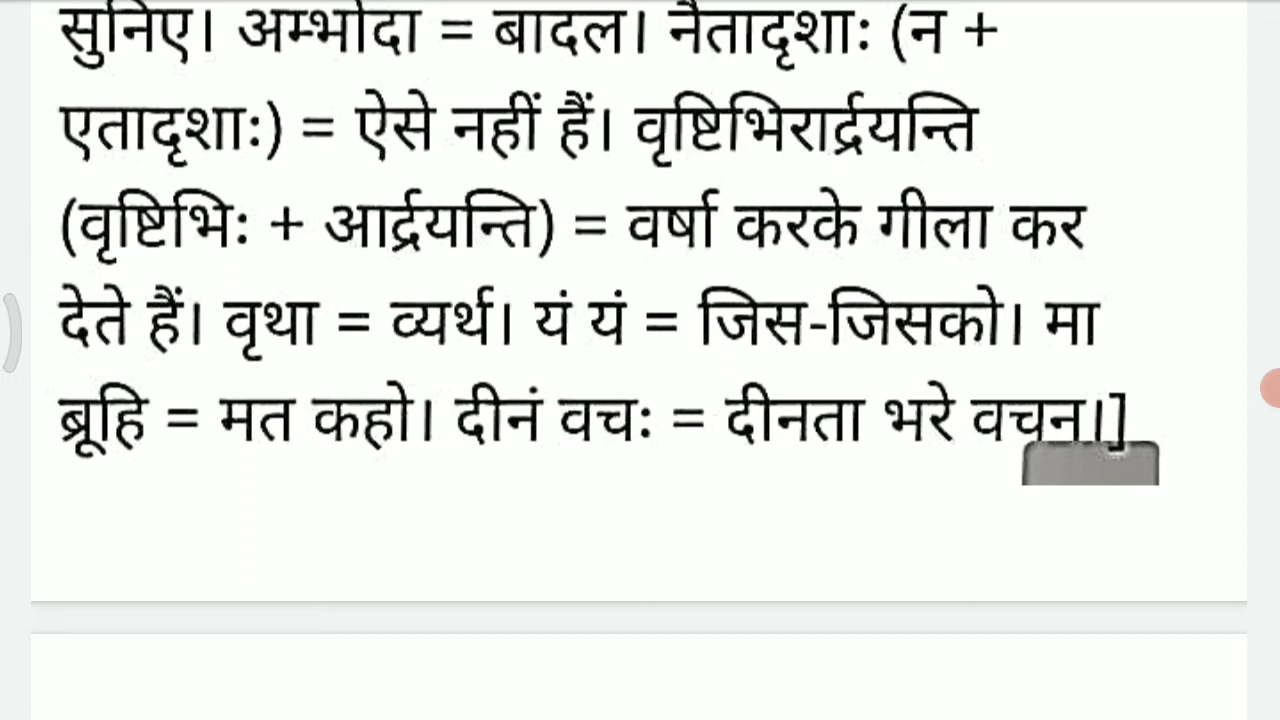 सुनिए। अम्भोदा = बादल। नैतादृशाः (न +
एतादृशाः) = ऐसे नहीं हैं। वृष्टिभिरार्द्रयन्ति
(वृष्टिभिः + आर्द्रयन्ति) = वर्षा करके गीला कर
देते हैं। वृथा = व्यर्थ। यं यं = जिस-जिसको। मा
ब्रूहि = मत कहो। दीनं वचः = दीनता भरे वचन।]